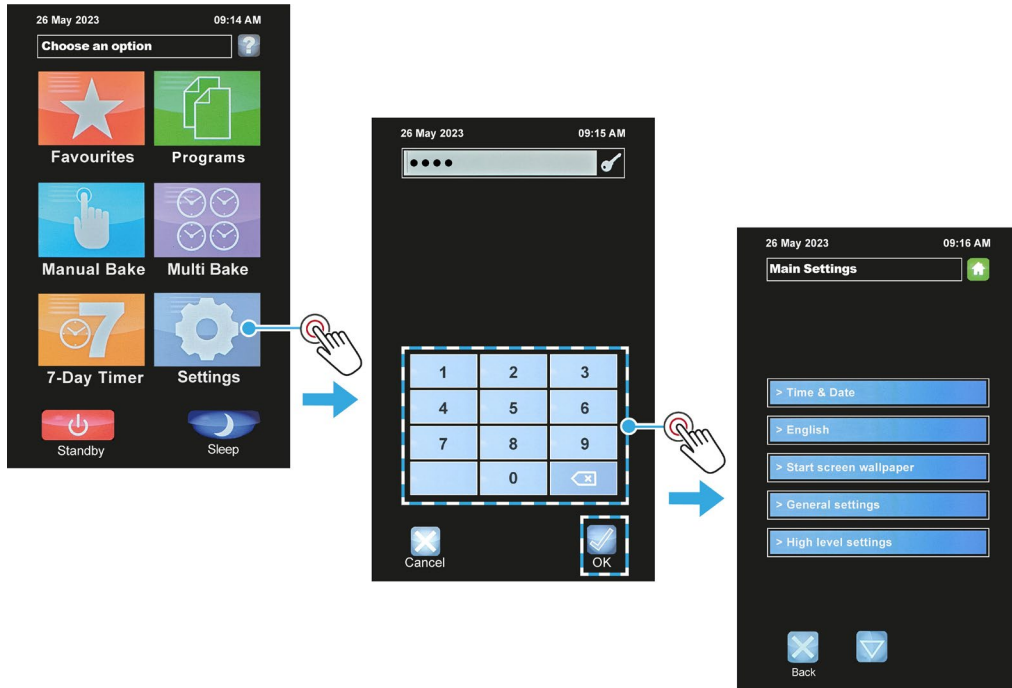 26 May 2023 09:14 AM
Choose an option ?
Favourites Programs
Manual Bake Multi Bake
7
7-Day Timer Settings
Standby Sleep
26 May 2023 09:15 AM
••••
1 2 3
4 5 6
7 8 9
0
Cancel OK
26 May 2023 09:16 AM
Main Settings
> Time & Date
> English
> Start screen wallpaper
> General settings
> High level settings
Back